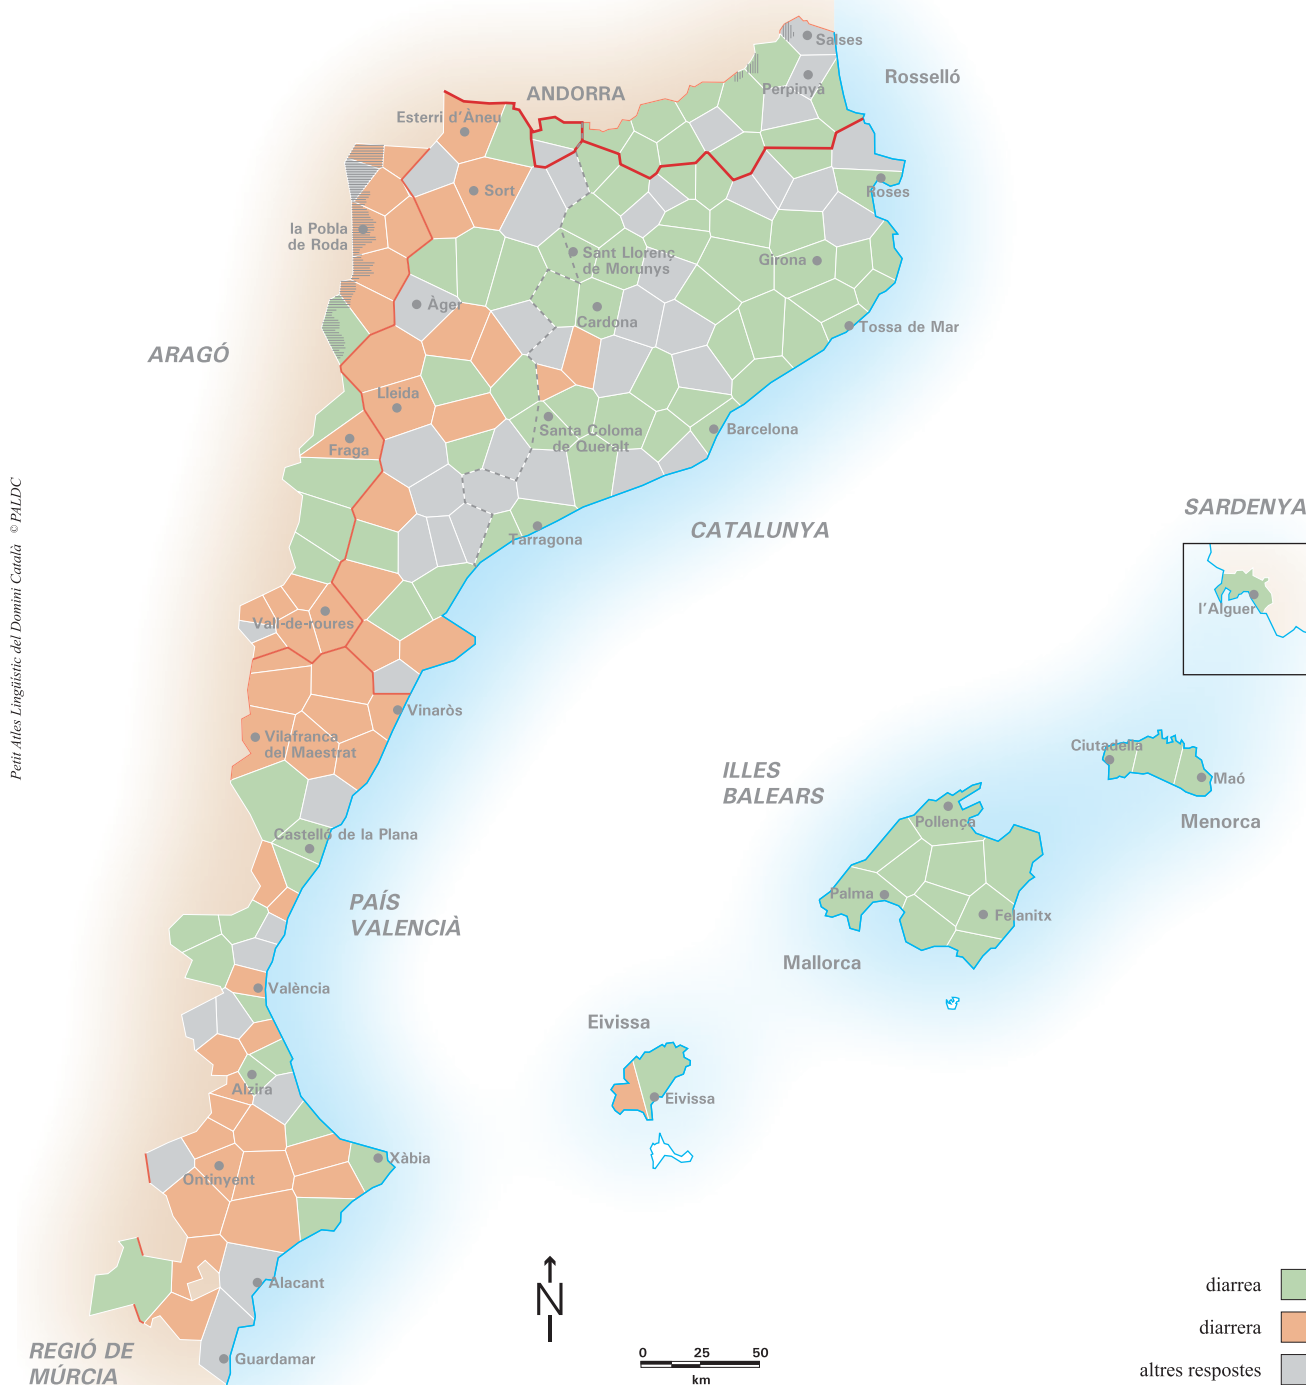 Salses
Rosselló
Perpinyà
ANDORRA
Esterri d'Àneu
Sort
Roses
la Pobla
de Roda
Sant Llorenç
de Morunys
Girona
Àger
Cardona
Tossa de Mar
ARAGÓ
Lleida
Santa Coloma
de Queralt
Barcelona
Fraga
SARDENYA
CATALUNYA
Tarragona
l'Alguer
Vall-de-roures
Petit Atles Lingüístic del Domini Català © PALDC
Vinaròs
Vilafranca
del Maestrat
Ciutadella
Maó
ILLES
BALEARS
Menorca
Pollença
Castelló de la Plana
Palma
Felanitx
PAÍS
VALENCIÀ
Mallorca
València
Eivissa
Alzira
Eivissa
Xàbia
Ontinyent
Alacant
N
diarrea
diarrera
altres respostes
REGIÓ DE
MÚRCIA
Guardamar
0 25 50
km